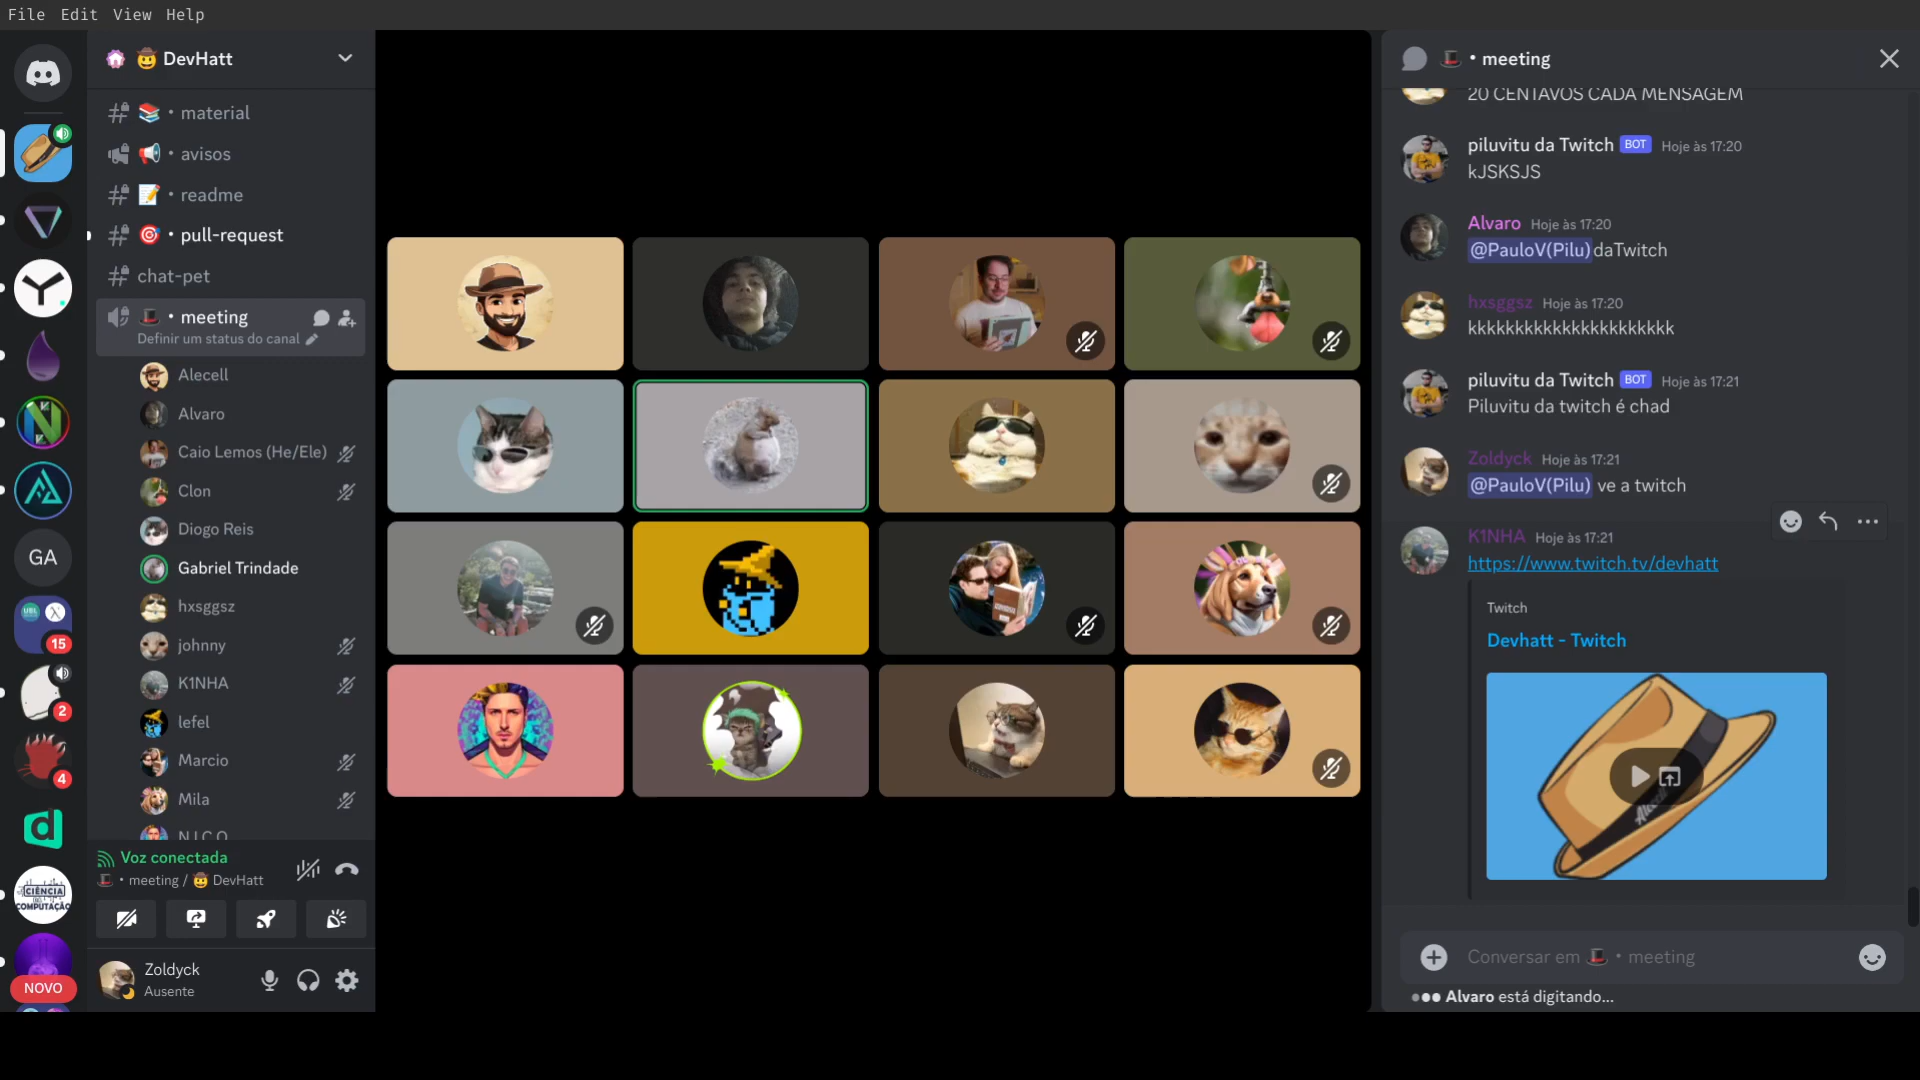 File Edit View Help
DevHatt
material
avisos
readme
pull-request
chat-pet
meeting
Definir um status do canal
Alecell
Alvaro
Caio Lemos (He/Ele)
Clon
Diogo Reis
Gabriel Trindade
hxsggsz
johnny
K1NHA
lefel
Marcio
Mila
N.I.C.O
Voz conectada
• meeting / 🤠 DevHatt
Zoldyck
Ausente
GA
UBL
X
15
2
4
CIÊNCIA
COMPUTAÇÃO
NOVO
• meeting
20 CENTAVOS CADA MENSAGEM
piluvitu da Twitch BOT Hoje às 17:20
kJSKSJS
Alvaro Hoje às 17:20
@PauloV(Pilu) daTwitch
hxsggsz Hoje às 17:20
kkkkkkkkkkkkkkkkkkkkk
piluvitu da Twitch BOT Hoje às 17:21
Piluvitu da twitch é chad
Zoldyck Hoje às 17:21
@PauloV(Pilu) ve a twitch
K1NHA Hoje às 17:21
https://www.twitch.tv/devhatt
Twitch
Devhatt - Twitch
Conversar em 🎩 • meeting
Alvaro está digitando...